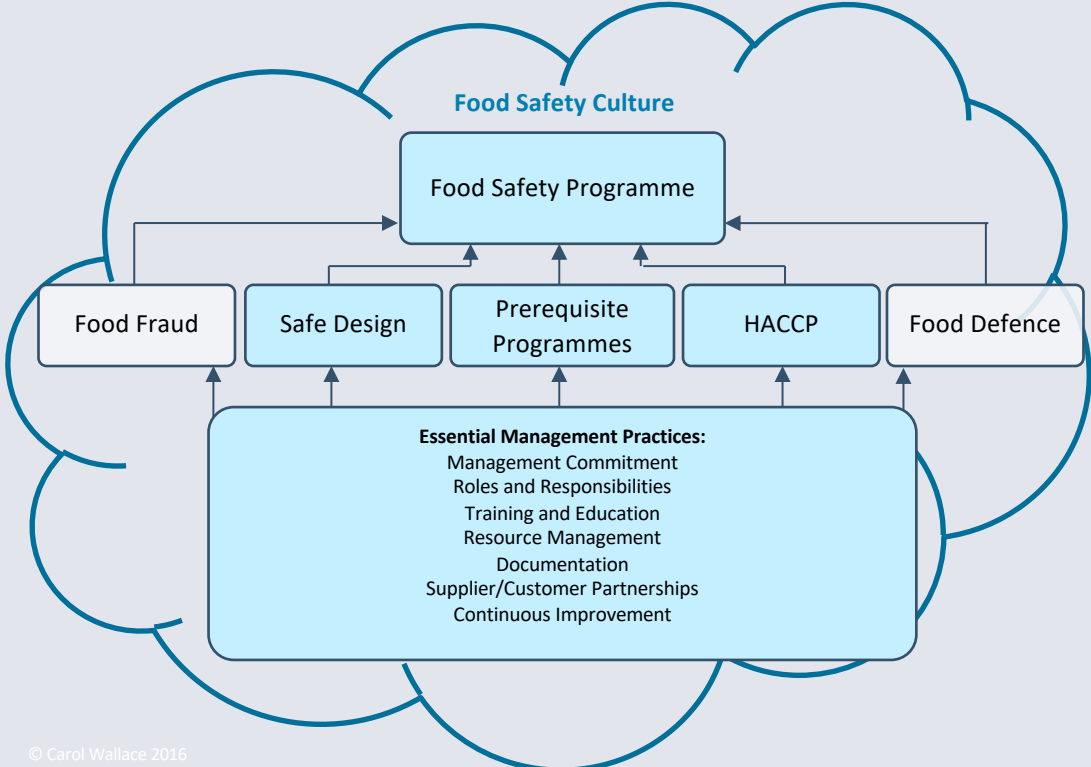 Food Safety Culture
Food Safety Programme
Food Fraud
Safe Design
Prerequisite
Programmes
HACCP
Food Defence
Essential Management Practices:
Management Commitment
Roles and Responsibilities
Training and Education
Resource Management
Documentation
Supplier/Customer Partnerships
Continuous Improvement
© Carol Wallace 2016